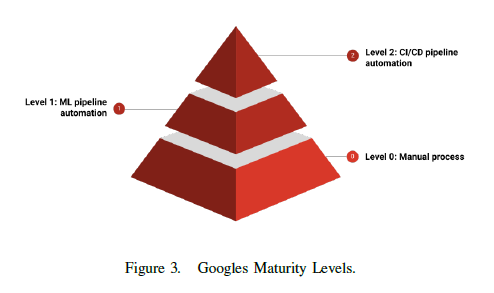 2
Level 2: CI/CD pipeline
automation
Level 1: ML pipeline
automation
1
0
Level 0: Manual process
Figure 3. Googles Maturity Levels.